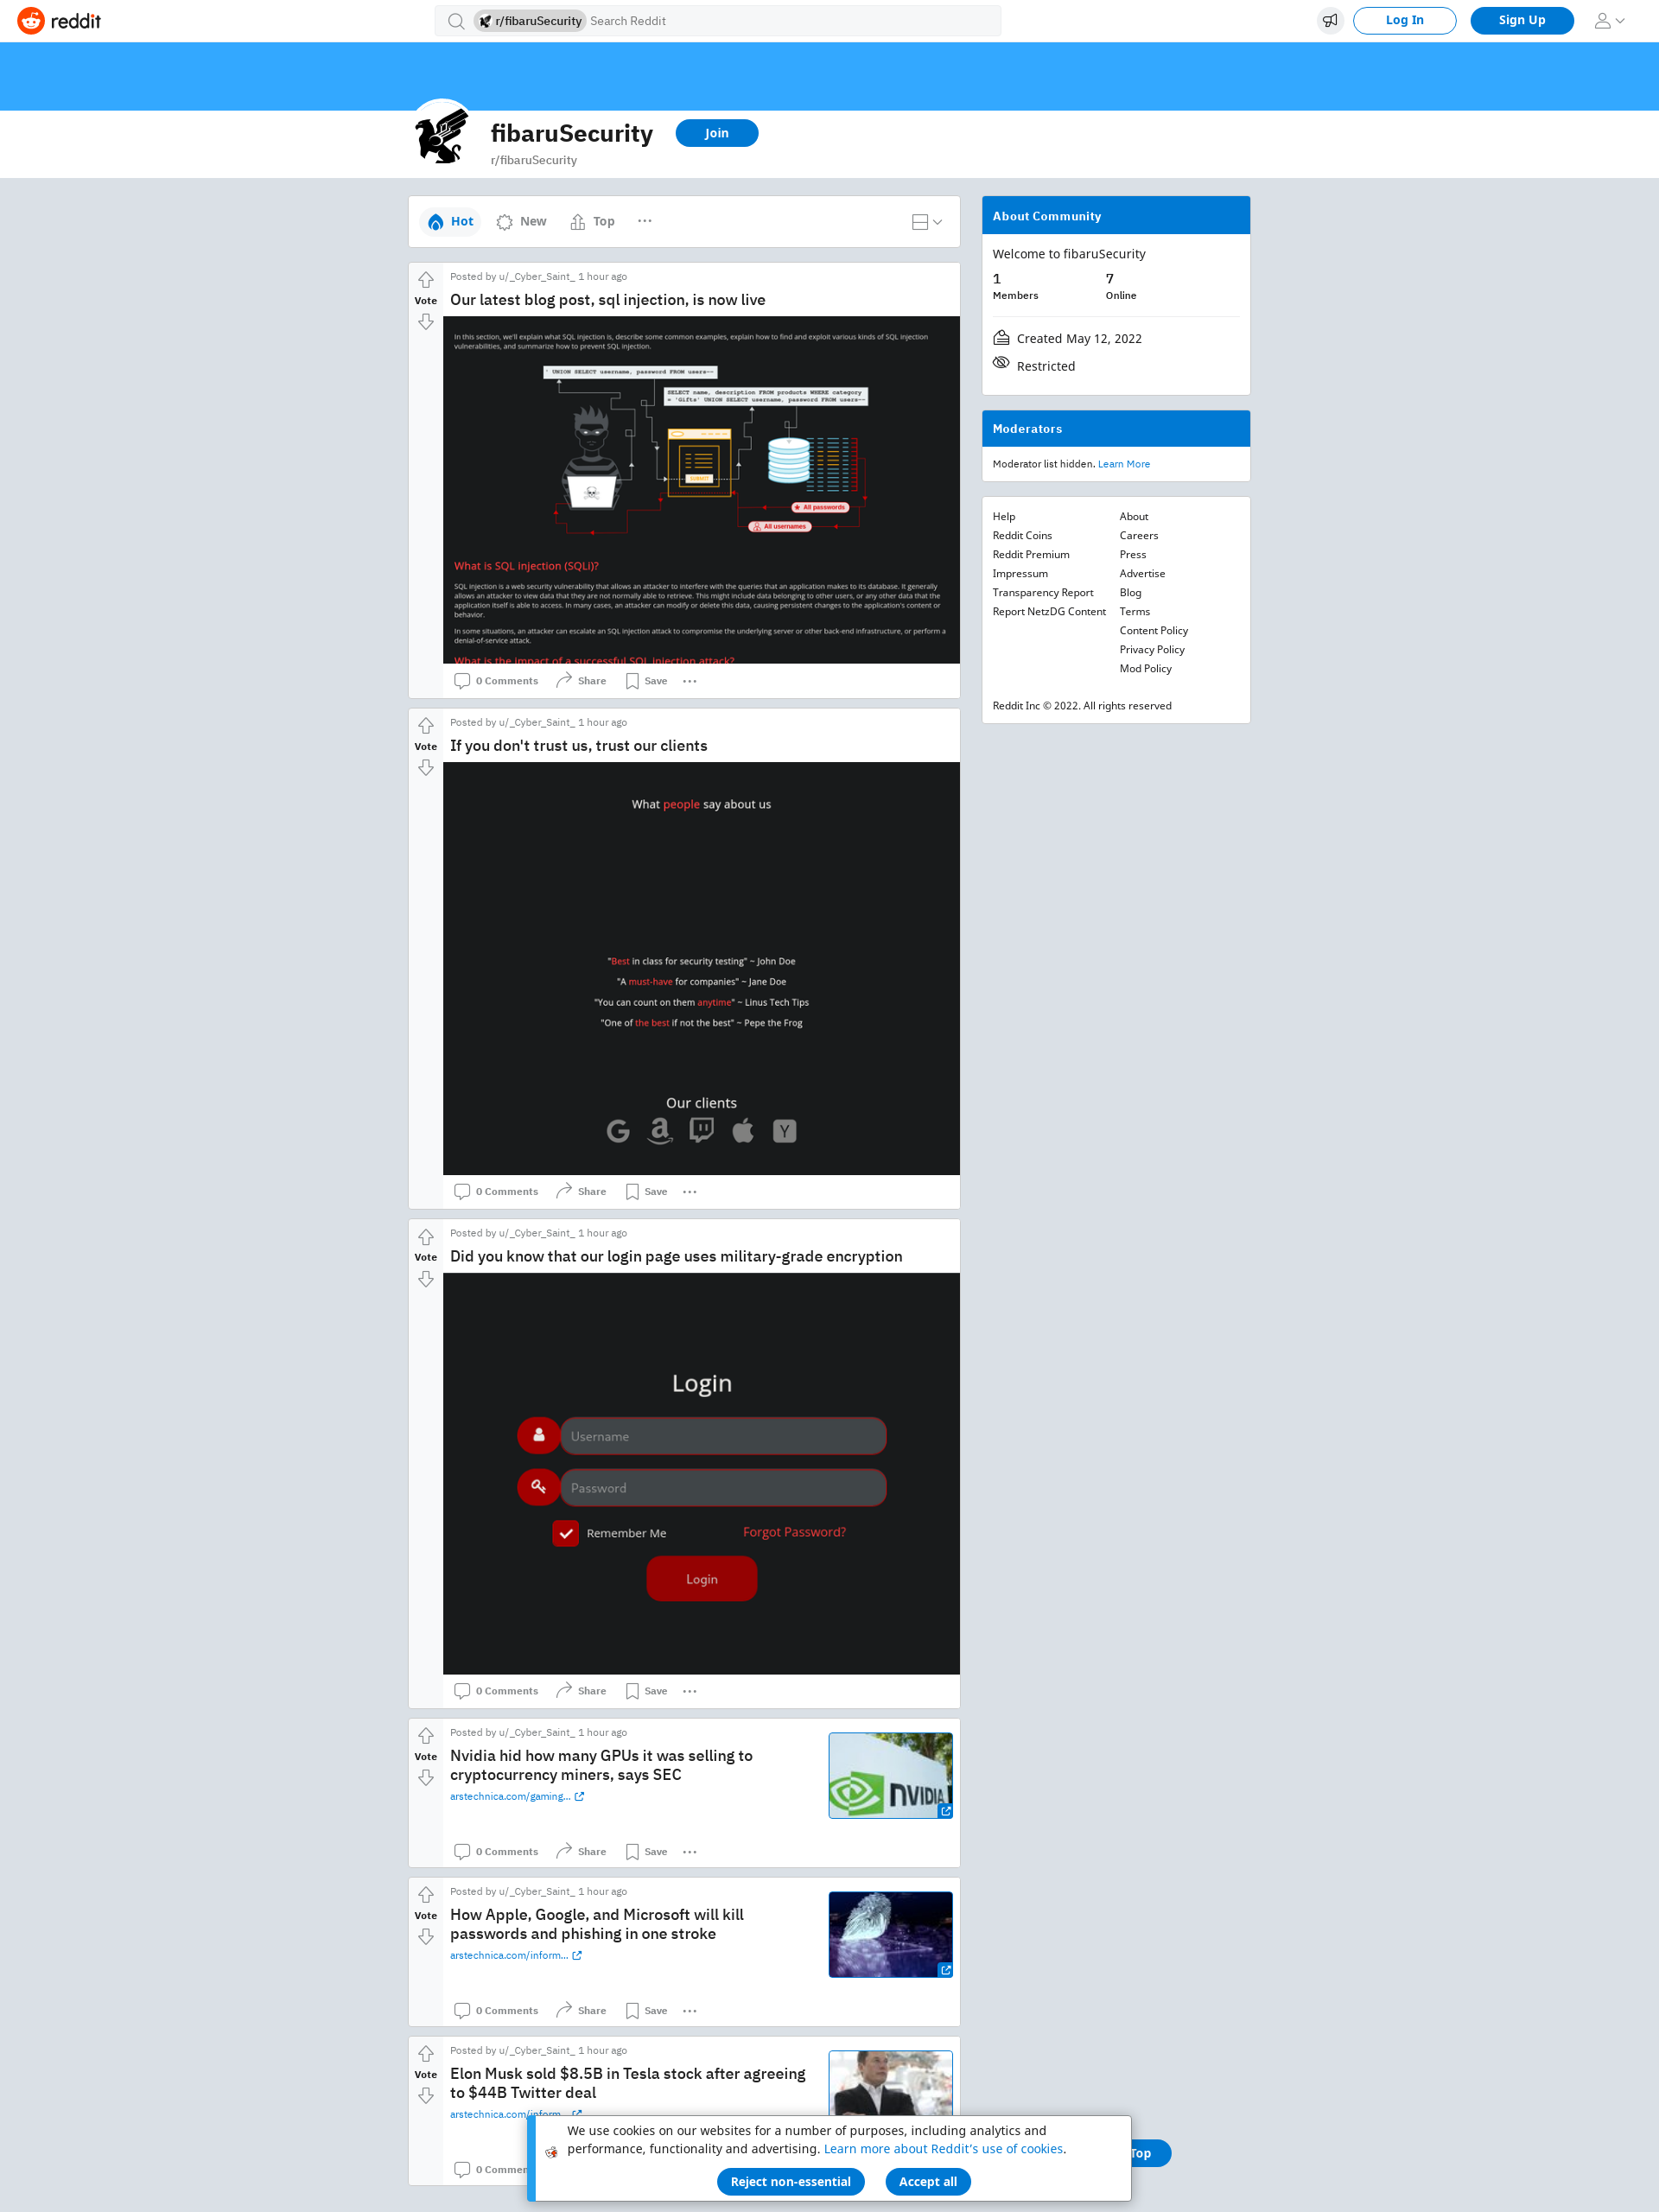 reddit
r/fibaruSecurity Search Reddit
Log In
Sign Up
fibaruSecurity
Join
r/fibaruSecurity
Hot
New
Top
Posted by u/_Cyber_Saint_ 1 hour ago
Vote
Our latest blog post, sql injection, is now live
In this section, we'll explain what SQL injection is, describe some common examples, explain how to find and exploit various kinds of SQL injection
vulnerabilities, and summarize how to prevent SQL injection.
' UNION SELECT username, password FROM users--
SELECT name, description FROM products WHERE category
= 'Gifts' UNION SELECT username, password FROM users--
SUBMIT
All passwords
All usernames
What is SQL injection (SQLi)?
SQL injection is a web security vulnerability that allows an attacker to interfere with the queries that an application makes to its database. It generally
allows an attacker to view data that they are not normally able to retrieve. This might include data belonging to other users, or any other data that the
application itself is able to access. In many cases, an attacker can modify or delete this data, causing persistent changes to the application's content or
behavior.
In some situations, an attacker can escalate an SQL injection attack to compromise the underlying server or other back-end infrastructure, or perform a
denial-of-service attack.
What is the impact of a successful SQL injection attack?
0 Comments Share Save
Posted by u/_Cyber_Saint_ 1 hour ago
Vote
If you don't trust us, trust our clients
What people say about us
"Best in class for security testing" ~ John Doe
"A must-have for companies" ~ Jane Doe
"You can count on them anytime" ~ Linus Tech Tips
"One of the best if not the best" ~ Pepe the Frog
Our clients
0 Comments Share Save
Posted by u/_Cyber_Saint_ 1 hour ago
Vote
Did you know that our login page uses military-grade encryption
Login
Username
Password
Remember Me
Forgot Password?
Login
0 Comments Share Save
Posted by u/_Cyber_Saint_ 1 hour ago
Vote
Nvidia hid how many GPUs it was selling to
cryptocurrency miners, says SEC
arstechnica.com/gaming...
NVIDIA
0 Comments Share Save
Posted by u/_Cyber_Saint_ 1 hour ago
Vote
How Apple, Google, and Microsoft will kill
passwords and phishing in one stroke
arstechnica.com/inform...
0 Comments Share Save
Posted by u/_Cyber_Saint_ 1 hour ago
Vote
Elon Musk sold $8.5B in Tesla stock after agreeing
to $44B Twitter deal
arstechnica.com/inform...
0 Commen
About Community
Welcome to fibaruSecurity
1
Members
7
Online
Created May 12, 2022
Restricted
Moderators
Moderator list hidden. Learn More
Help
Reddit Coins
Reddit Premium
Impressum
Transparency Report
Report NetzDG Content
About
Careers
Press
Advertise
Blog
Terms
Content Policy
Privacy Policy
Mod Policy
Reddit Inc © 2022. All rights reserved
We use cookies on our websites for a number of purposes, including analytics and
performance, functionality and advertising. Learn more about Reddit's use of cookies.
Reject non-essential
Accept all
Top